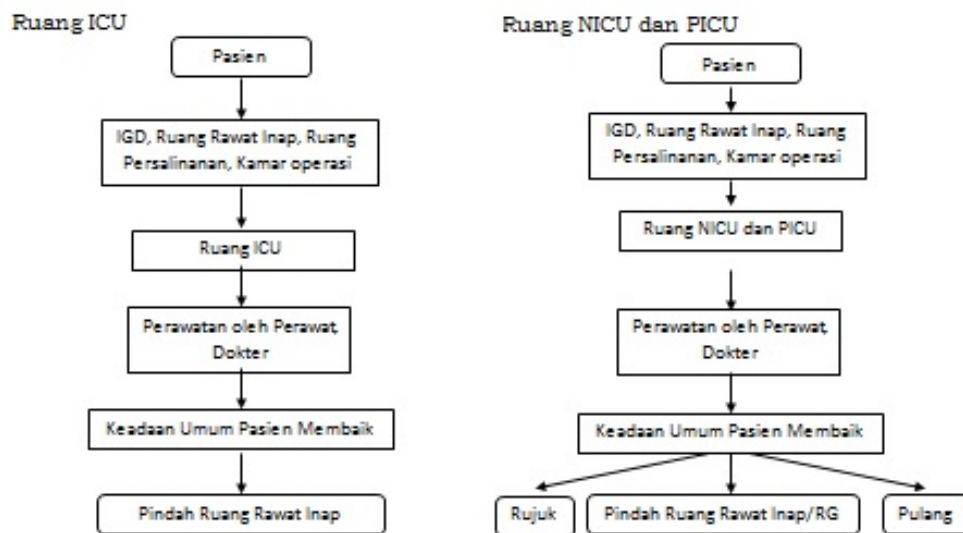 Ruang ICU
Pasien
IGD, Ruang Rawat Inap, Ruang
Persalinanan, Kamar operasi
Ruang ICU
Perawatan oleh Perawat,
Dokter
Keadaan Umum Pasien Membaik
Pindah Ruang Rawat Inap
Ruang NICU dan PICU
Pasien
IGD, Ruang Rawat Inap, Ruang
Persalinanan, Kamar operasi
Ruang NICU dan PICU
Perawatan oleh Perawat,
Dokter
Keadaan Umum Pasien Membaik
Rujuk
Pindah Ruang Rawat Inap/RG
Pulang